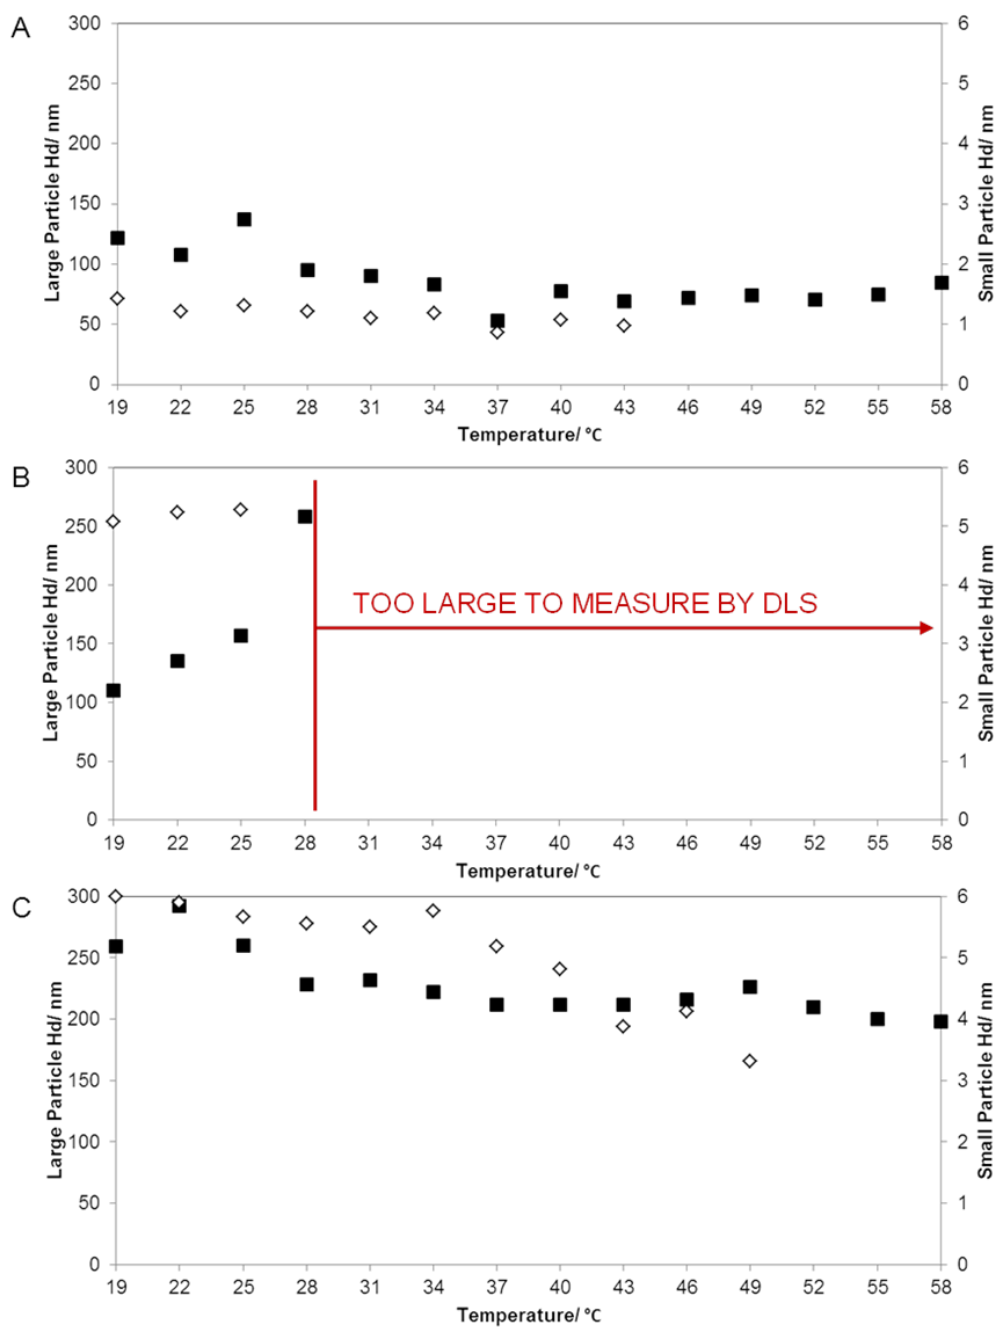 A
Large Particle Hd/ nm
300
250
200
150
100
50
0
6
5
4
3
2
1
0
Small Particle Hd/ nm
19 22 25 28 31 34 37 40 43 46 49 52 55 58
Temperature/ °C
B
Large Particle Hd/ nm
300
250
200
150
100
50
0
TOO LARGE TO MEASURE BY DLS
6
5
4
3
2
1
0
Small Particle Hd/ nm
19 22 25 28 31 34 37 40 43 46 49 52 55 58
Temperature/ °C
C
Large Particle Hd/ nm
300
250
200
150
100
50
0
6
5
4
3
2
1
0
Small Particle Hd/ nm
19 22 25 28 31 34 37 40 43 46 49 52 55 58
Temperature/ °C